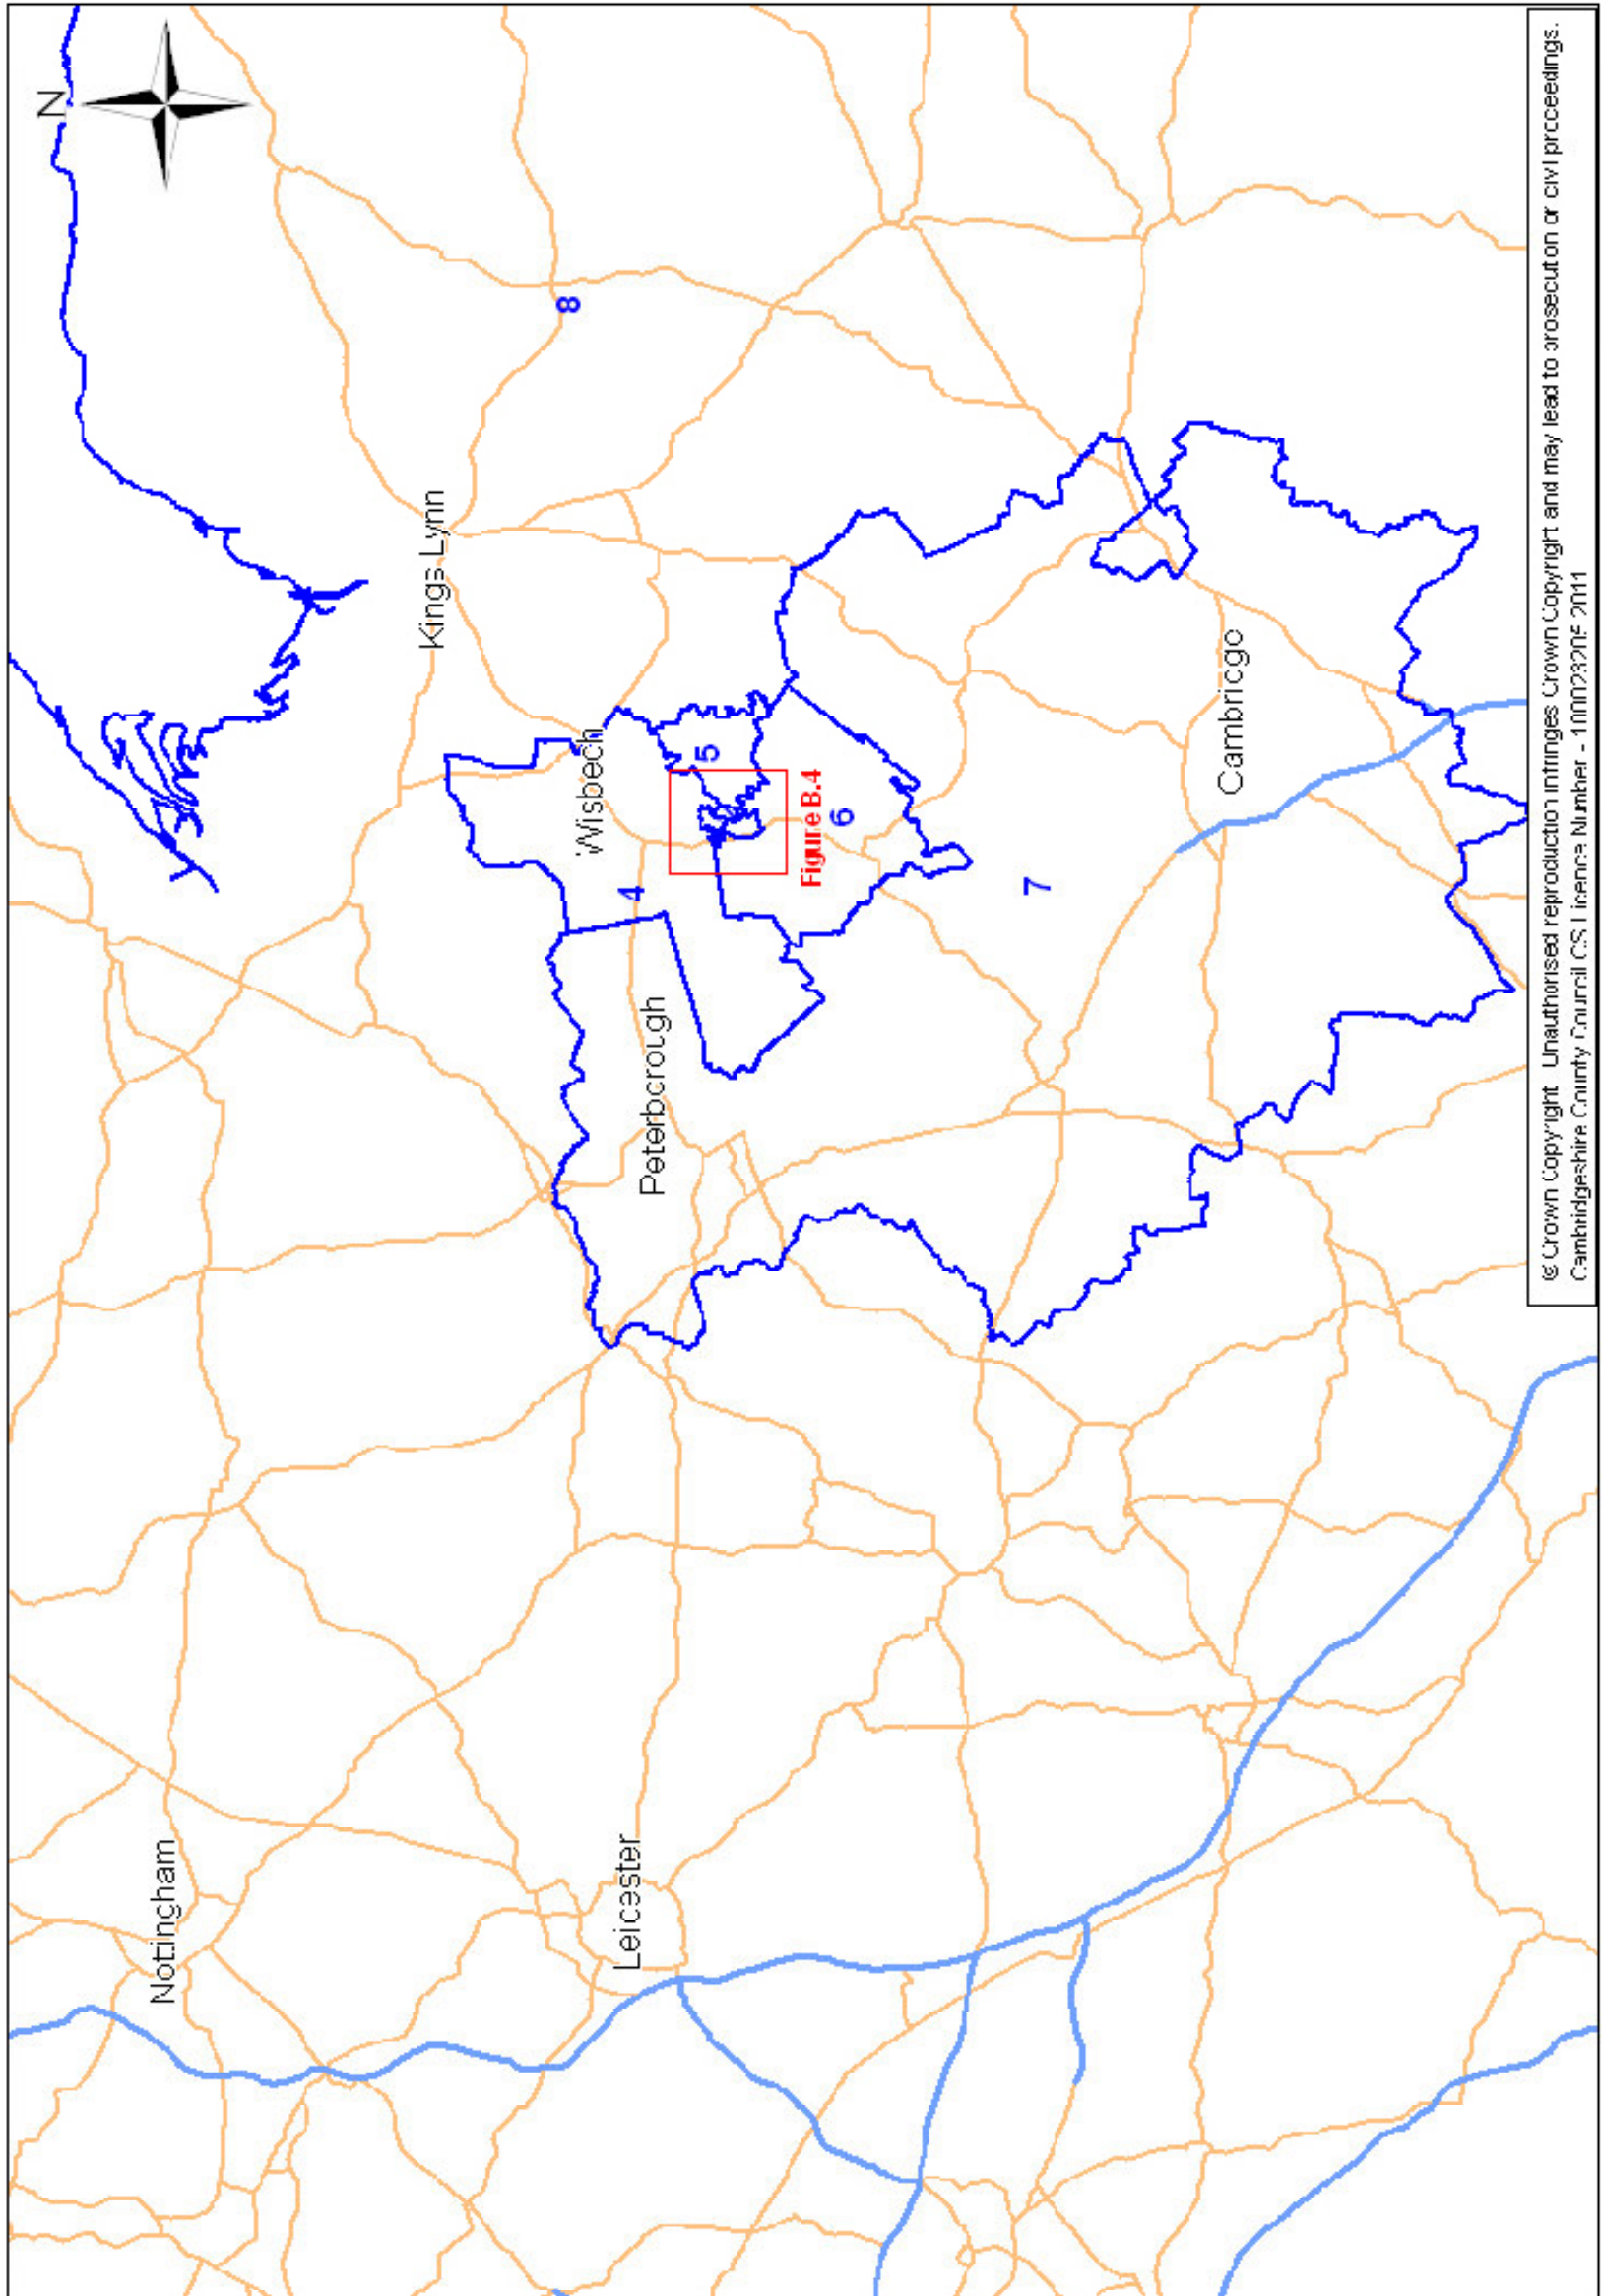 N
Nottingham
Kings Lynn
8
Wisbech
Leicester
Peterborough
4
5
Figure B.4
6
7
Cambridge
© Crown Copyright. Unauthorised reproduction infringes Crown Copyright and may lead to prosecution or civil proceedings.
Cambridgeshire County Council OS Licence Number -
2011